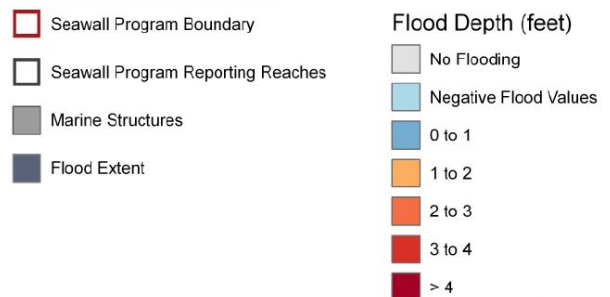 Seawall Program Boundary
Seawall Program Reporting Reaches
Marine Structures
Flood Extent
Flood Depth (feet)
No Flooding
Negative Flood Values
0 to 1
1 to 2
2 to 3
3 to 4
> 4